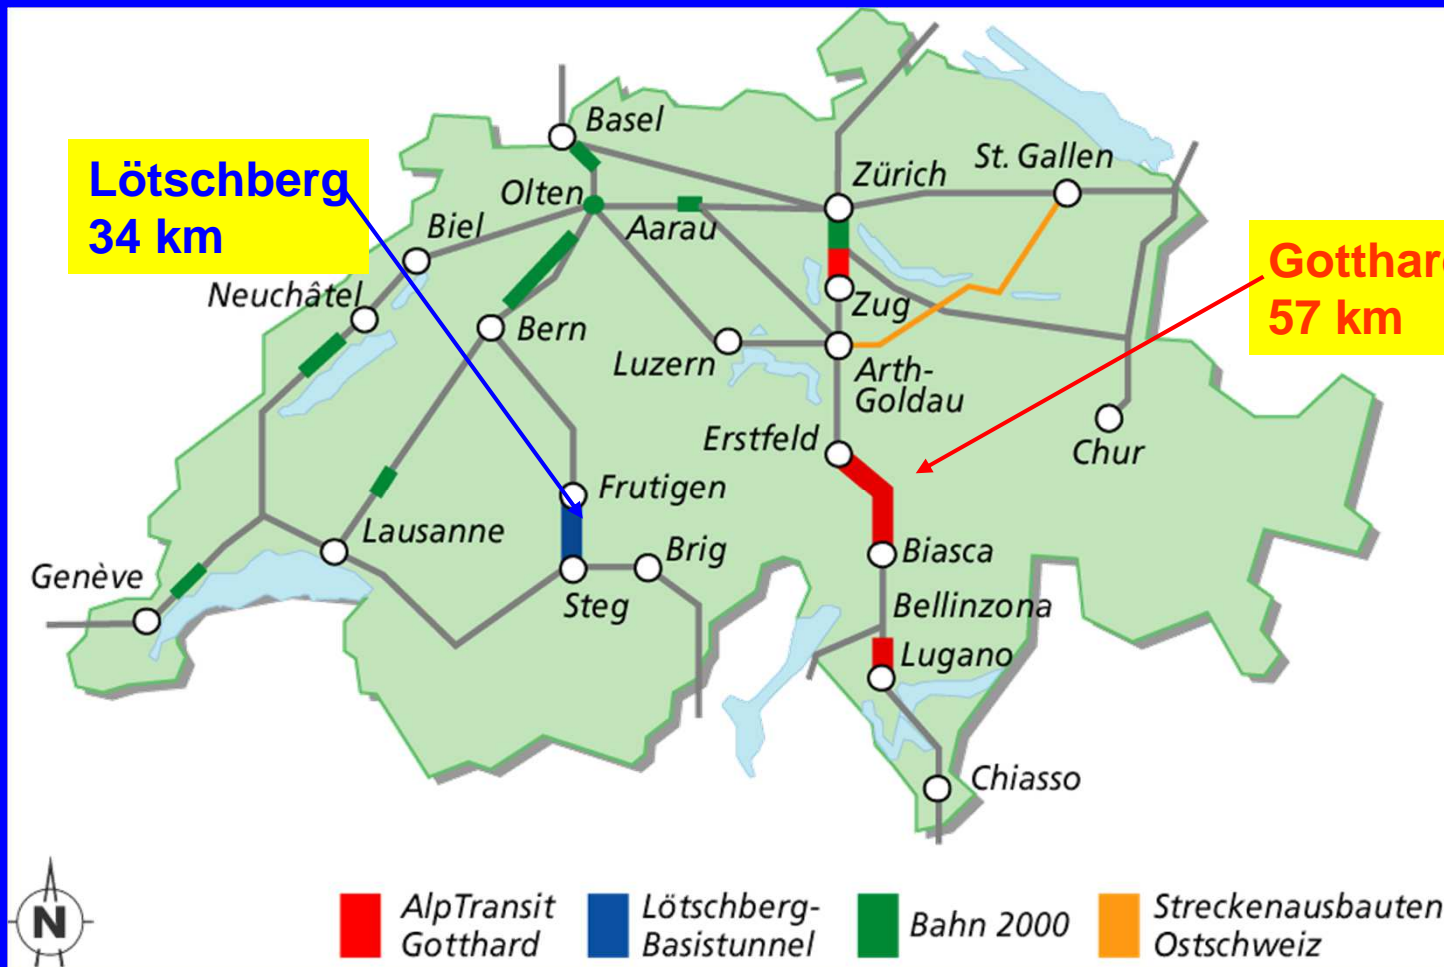 Basel
Lötschberg
34 km
Olten
Aarau
Zürich
St. Gallen
Biel
Neuchâtel
Bern
Luzern
Zug
Gotthard
57 km
Arth-
Goldau
Erstfeld
Chur
Frutigen
Lausanne
Brig
Biasca
Genève
Steg
Bellinzona
Lugano
Chiasso
N
AlpTransit
Gotthard
Lötschberg-
Basistunnel
Bahn 2000
Streckenausbauten
Ostschweiz